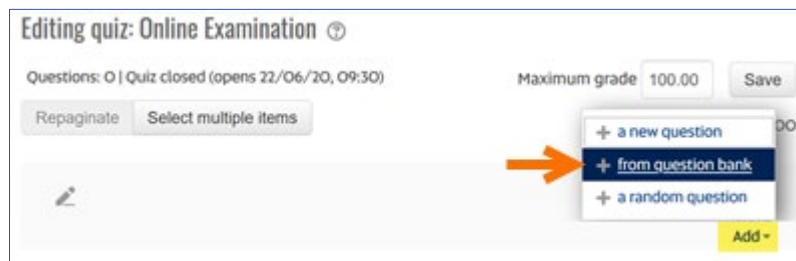 Editing quiz: Online Examination ?
Questions: 0 | Quiz closed (opens 22/06/20, 09:30)
Maximum grade 100.00 Save
Repaginate Select multiple items
+ a new question
+ from question bank
+ a random question
Add